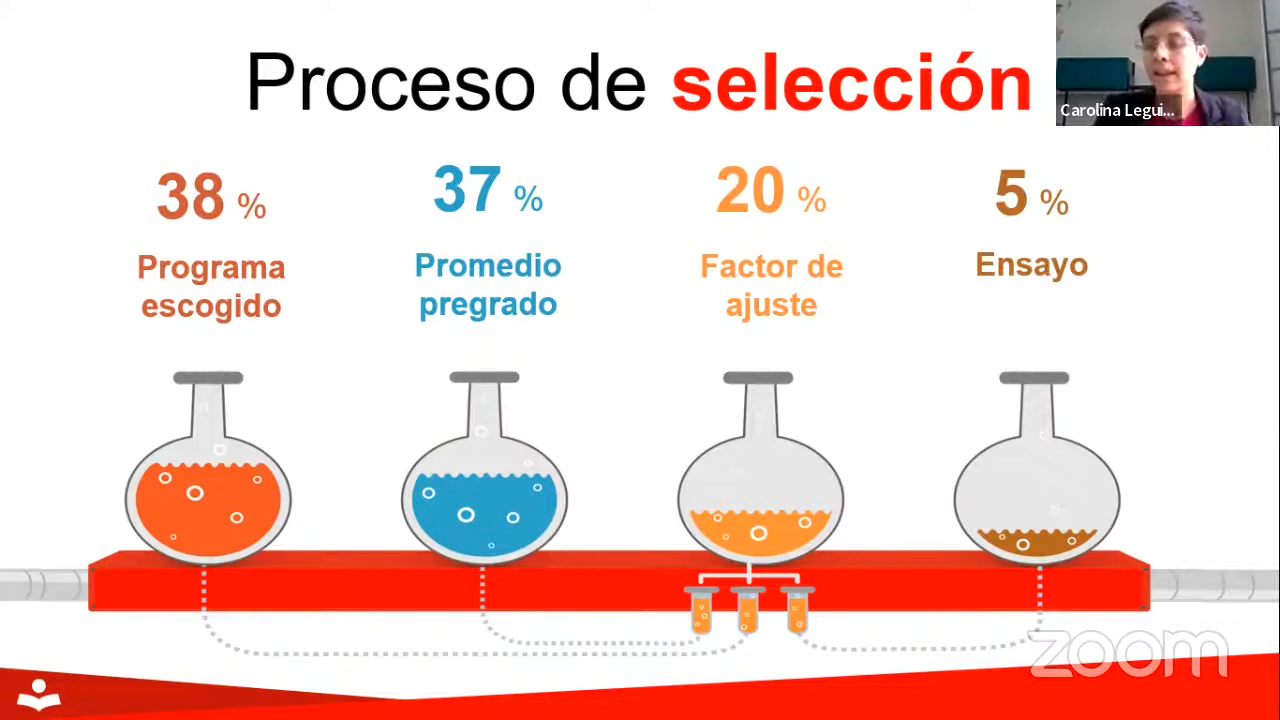 Proceso de selección
Carolina Legui...
38 %
37 %
20 %
5 %
Programa
escogido
Promedio
pregrado
Factor de
ajuste
Ensayo
zoom